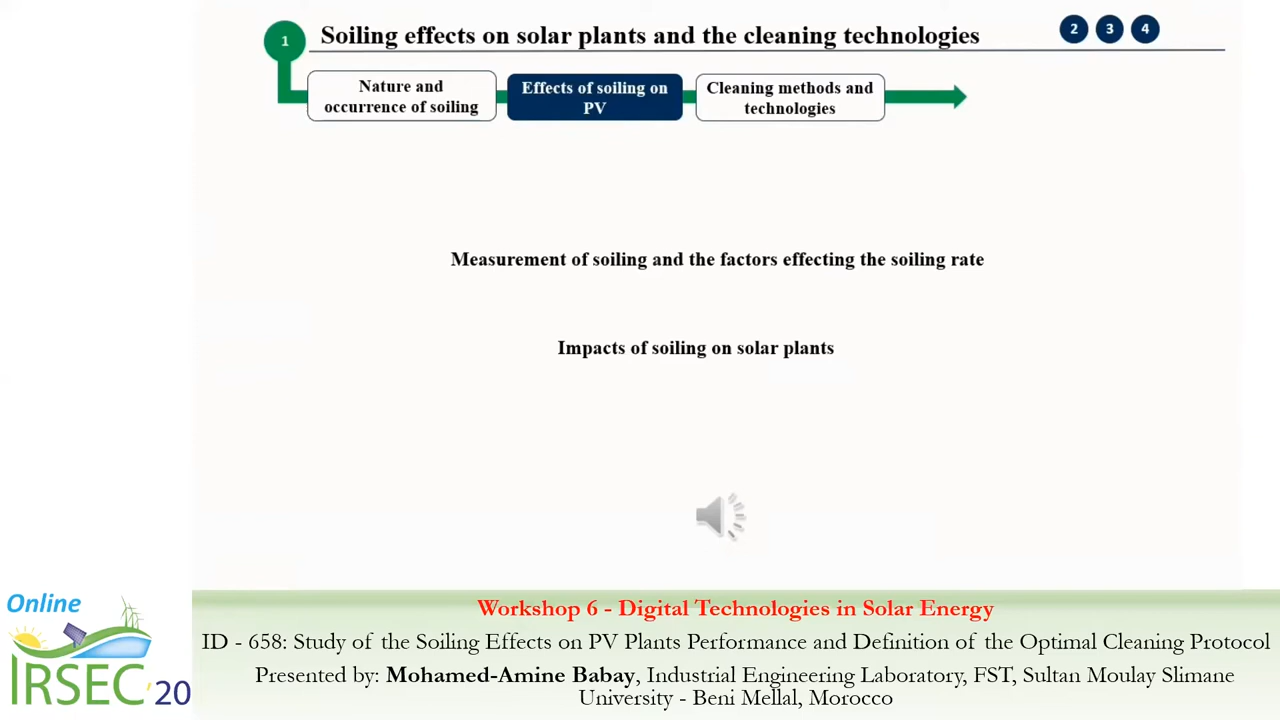 1
Soiling effects on solar plants and the cleaning technologies
2 3 4
Nature and
occurrence of soiling
Effects of soiling on
PV
Cleaning methods and
technologies
Measurement of soiling and the factors effecting the soiling rate
Impacts of soiling on solar plants
Online
IRSEC'20
Workshop 6 - Digital Technologies in Solar Energy
ID - 658: Study of the Soiling Effects on PV Plants Performance and Definition of the Optimal Cleaning Protocol
Presented by: Mohamed-Amine Babay, Industrial Engineering Laboratory, FST, Sultan Moulay Slimane
University - Beni Mellal, Morocco